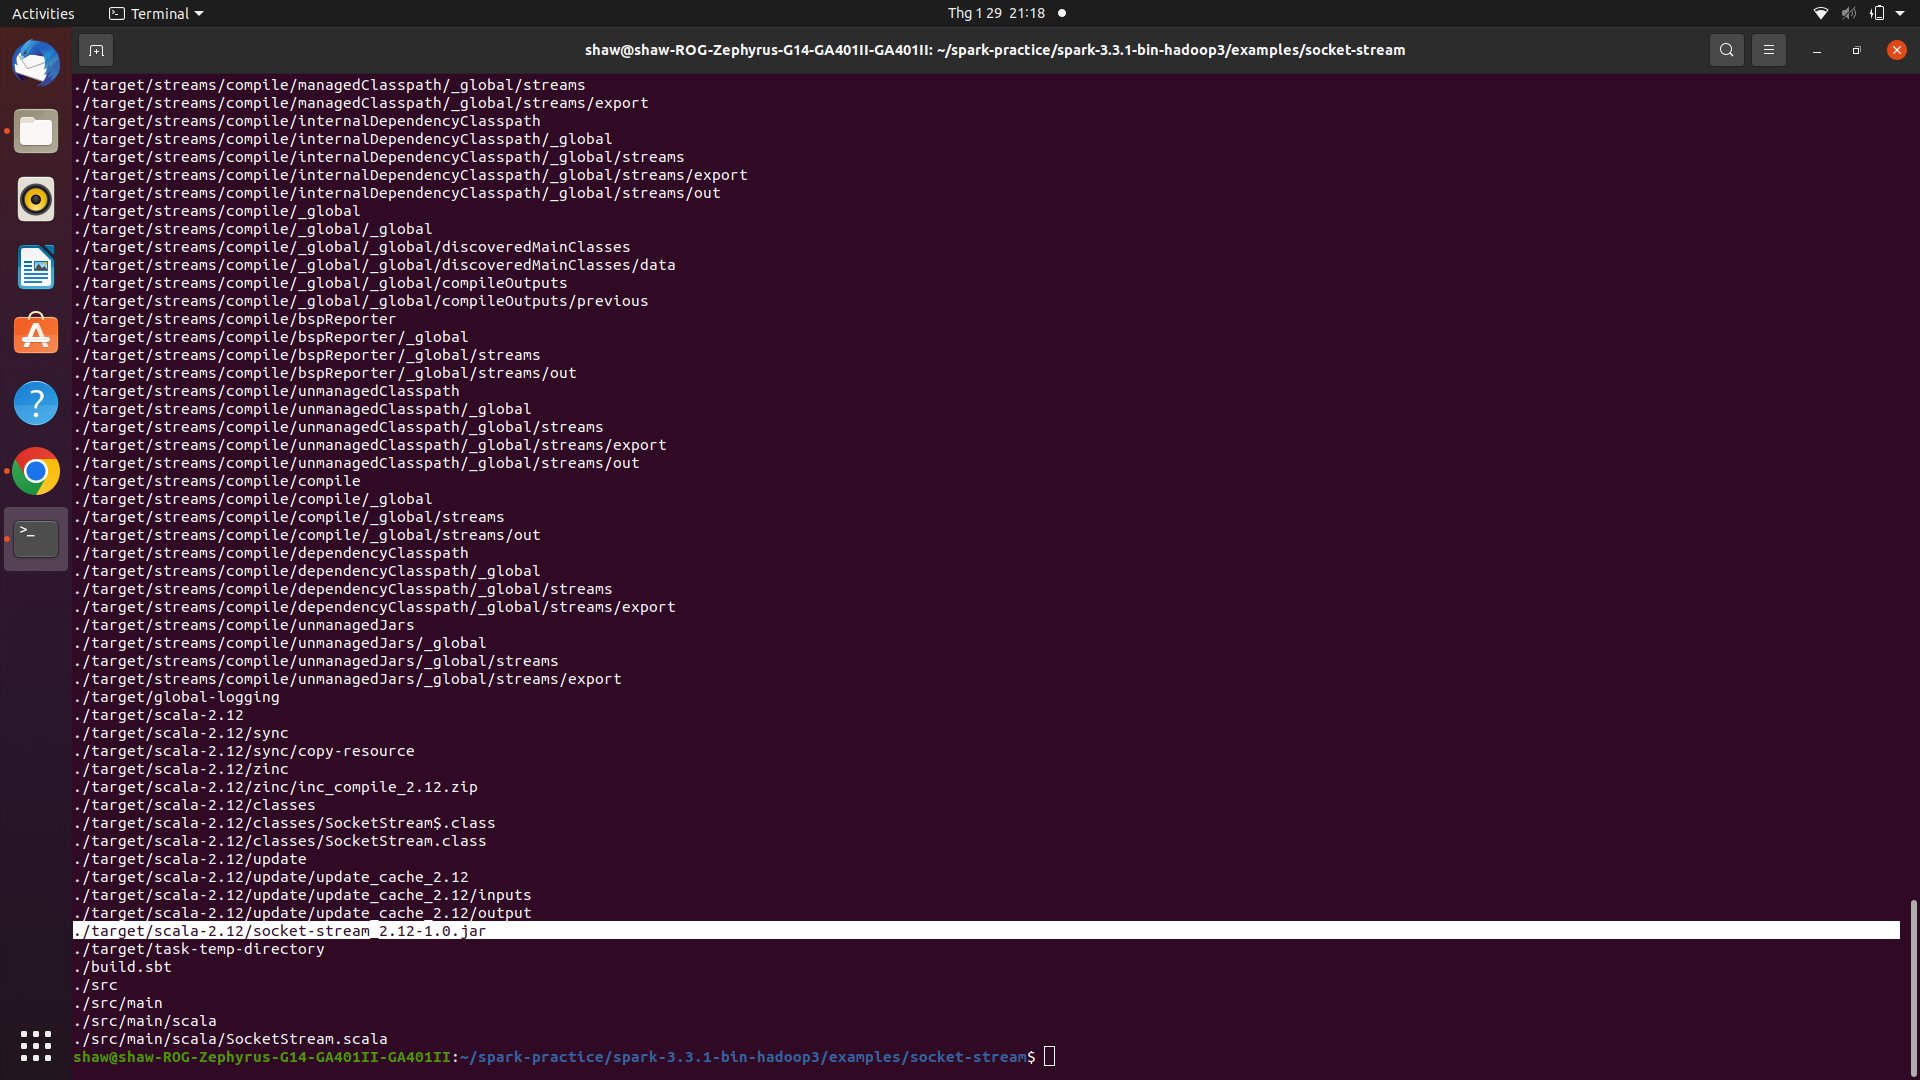 Activities
Terminal
Thg 1 29 21:18
shaw@shaw-ROG-Zephyrus-G14-GA401II-GA401II: ~/spark-practice/spark-3.3.1-bin-hadoop3/examples/socket-stream
./target/streams/compile/managedClasspath/_global/streams
./target/streams/compile/managedClasspath/_global/streams/export
./target/streams/compile/internalDependencyClasspath
./target/streams/compile/internalDependencyClasspath/_global
./target/streams/compile/internalDependencyClasspath/_global/streams
./target/streams/compile/internalDependencyClasspath/_global/streams/export
./target/streams/compile/internalDependencyClasspath/_global/streams/out
./target/streams/compile/_global
./target/streams/compile/_global/_global
./target/streams/compile/_global/_global/discoveredMainClasses
./target/streams/compile/_global/_global/discoveredMainClasses/data
./target/streams/compile/_global/_global/compileOutputs
./target/streams/compile/_global/_global/compileOutputs/previous
./target/streams/compile/bspReporter
./target/streams/compile/bspReporter/_global
./target/streams/compile/bspReporter/_global/streams
./target/streams/compile/bspReporter/_global/streams/out
./target/streams/compile/unmanagedClasspath
./target/streams/compile/unmanagedClasspath/_global
./target/streams/compile/unmanagedClasspath/_global/streams
./target/streams/compile/unmanagedClasspath/_global/streams/export
./target/streams/compile/unmanagedClasspath/_global/streams/out
./target/streams/compile/compile
./target/streams/compile/compile/_global
./target/streams/compile/compile/_global/streams
./target/streams/compile/compile/_global/streams/out
./target/streams/compile/dependencyClasspath
./target/streams/compile/dependencyClasspath/_global
./target/streams/compile/dependencyClasspath/_global/streams
./target/streams/compile/dependencyClasspath/_global/streams/export
./target/streams/compile/unmanagedJars
./target/streams/compile/unmanagedJars/_global
./target/streams/compile/unmanagedJars/_global/streams
./target/streams/compile/unmanagedJars/_global/streams/export
./target/global-logging
./target/scala-2.12
./target/scala-2.12/sync
./target/scala-2.12/sync/copy-resource
./target/scala-2.12/zinc
./target/scala-2.12/zinc/inc_compile_2.12.zip
./target/scala-2.12/classes
./target/scala-2.12/classes/SocketStream$.class
./target/scala-2.12/classes/SocketStream.class
./target/scala-2.12/update
./target/scala-2.12/update/update_cache_2.12
./target/scala-2.12/update/update_cache_2.12/inputs
./target/scala-2.12/update/update_cache_2.12/output
./target/scala-2.12/socket-stream_2.12-1.0.jar
./target/task-temp-directory
./build.sbt
./src
./src/main
./src/main/scala
./src/main/scala/SocketStream.scala
shaw@shaw-ROG-Zephyrus-G14-GA401II-GA401II:~/spark-practice/spark-3.3.1-bin-hadoop3/examples/socket-stream$